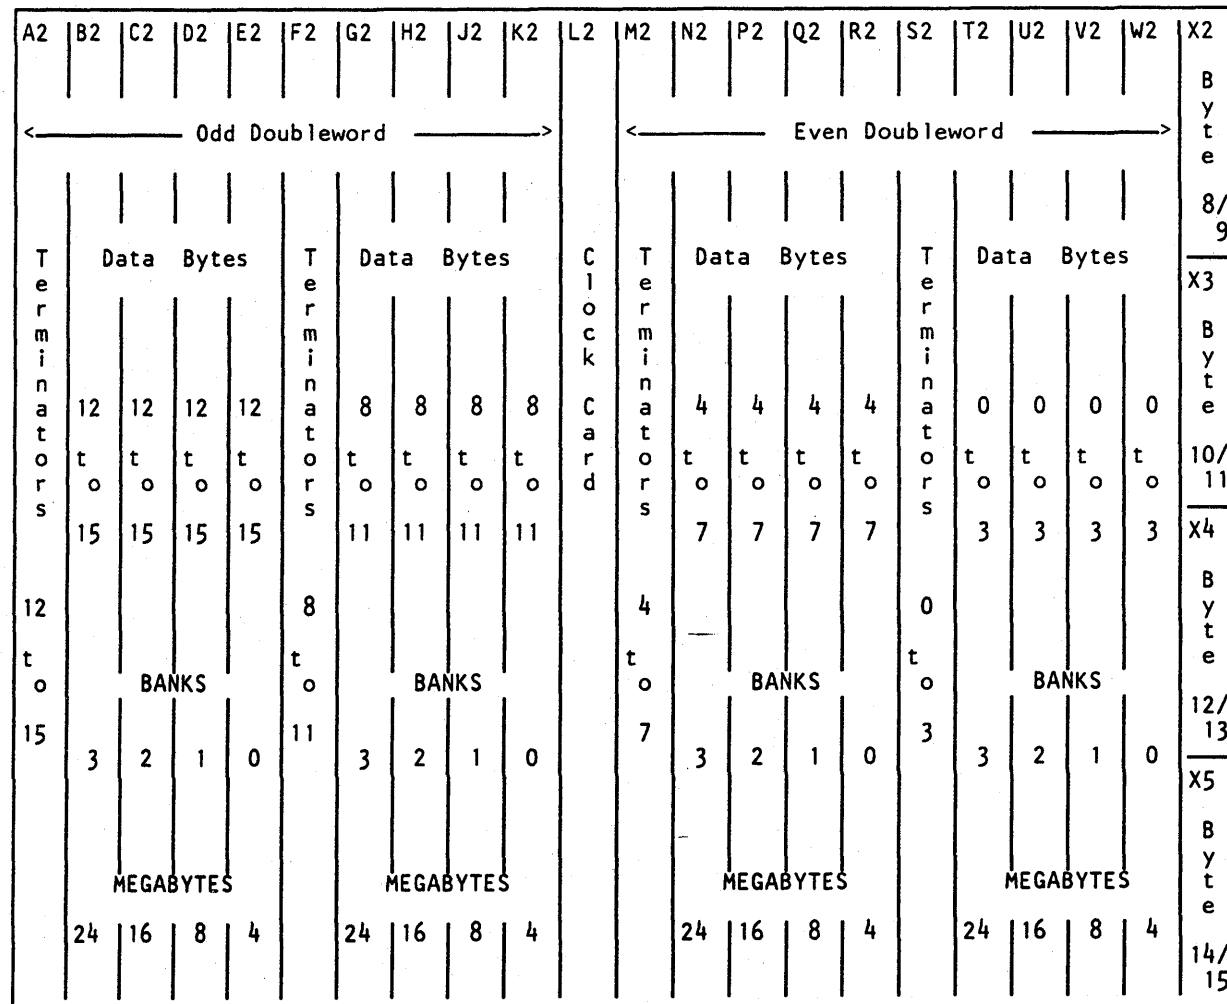 A2 B2 C2 D2 E2 F2 G2 H2 J2 K2 L2 M2 N2 P2 Q2 R2 S2 T2 U2 V2 W2 X2
<- Odd Doubleword -> <- Even Doubleword ->
Terminators 12 to 15
Data Bytes
12 to 15 12 to 15 12 to 15 12 to 15
BANKS
3 2 1 0
MEGABYTES
24 16 8 4
Terminators 8 to 11
Data Bytes
8 to 11 8 to 11 8 to 11 8 to 11
BANKS
3 2 1 0
MEGABYTES
24 16 8 4
Clock Card
Terminators 4 to 7
Data Bytes
4 to 7 4 to 7 4 to 7 4 to 7
BANKS
3 2 1 0
MEGABYTES
24 16 8 4
Terminators 0 to 3
Data Bytes
0 to 3 0 to 3 0 to 3 0 to 3
BANKS
3 2 1 0
MEGABYTES
24 16 8 4
Byte 8/9
X3
Byte 10/11
X4
Byte 12/13
X5
Byte 14/15